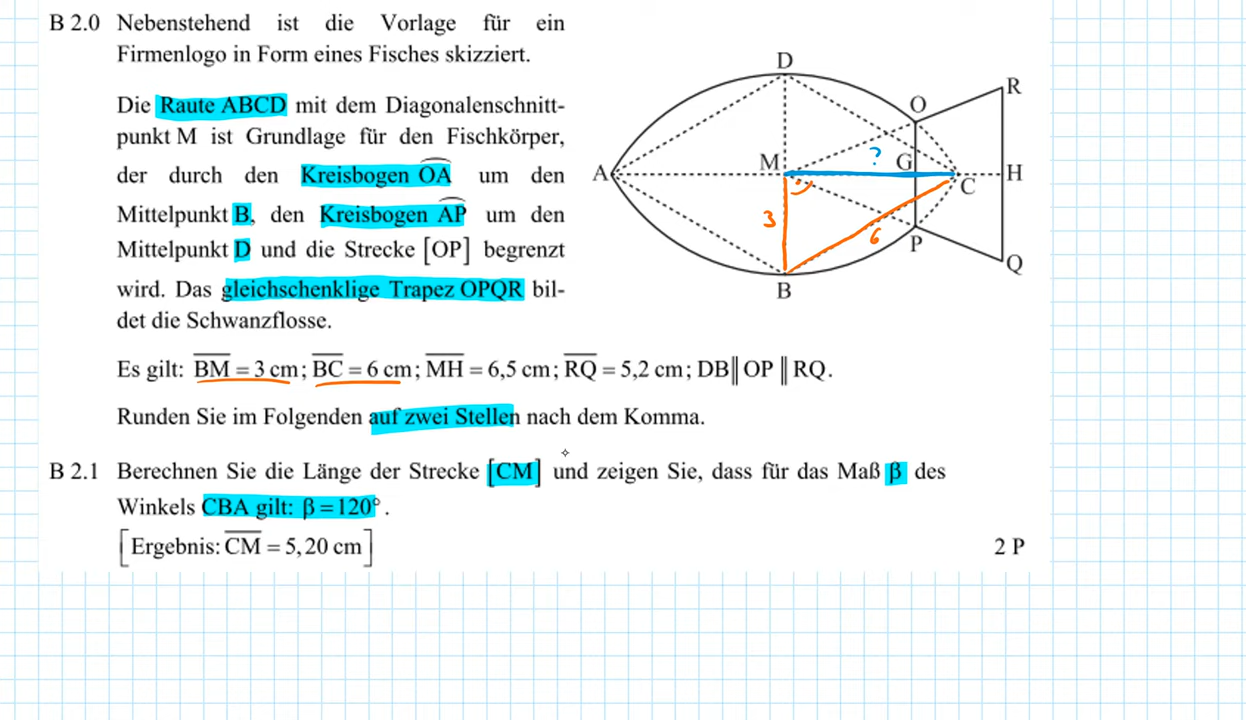 B 2.0 Nebenstehend ist die Vorlage für ein
Firmenlogo in Form eines Fisches skizziert.
Die Raute ABCD mit dem Diagonalenschnitt-
punkt M ist Grundlage für den Fischkörper,
der durch den Kreisbogen OA um den
Mittelpunkt B, den Kreisbogen AP um den
Mittelpunkt D und die Strecke [OP] begrenzt
wird. Das gleichschenklige Trapez OPQR bil-
det die Schwanzflosse.
D
R
O
?
M
G
A
H
C
3
6
P
Q
B
Es gilt: BM = 3 cm; BC = 6 cm; MH = 6,5 cm; RQ = 5,2 cm; DB ∥ OP ∥ RQ.
Runden Sie im Folgenden auf zwei Stellen nach dem Komma.
B 2.1 Berechnen Sie die Länge der Strecke [CM] und zeigen Sie, dass für das Maß β des
Winkels CBA gilt: β = 120°.
[Ergebnis: CM = 5,20 cm]
2 P